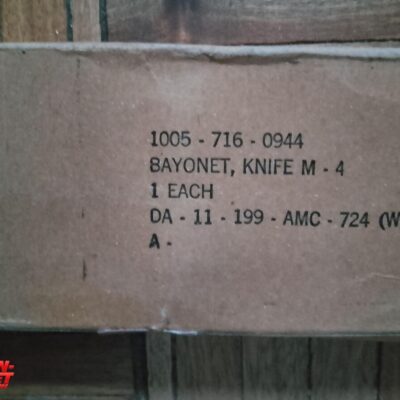 1005 - 716 - 0944
BAYONET, KNIFE M - 4
1 EACH
DA - 11 - 199 - AMC - 724 (W
A -